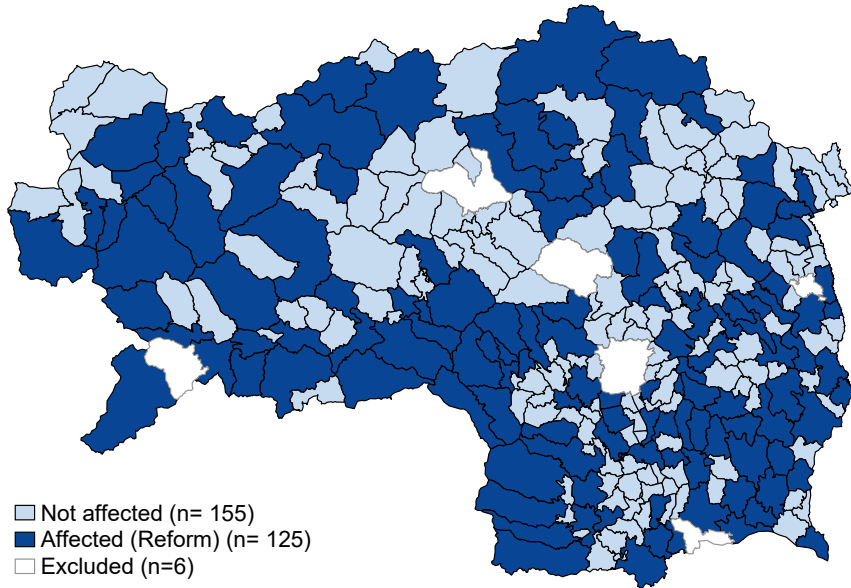 Not affected (n= 155)
Affected (Reform) (n= 125)
Excluded (n=6)